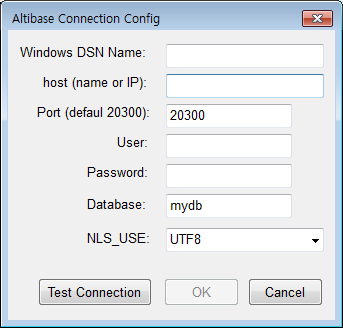 Altibase Connection Config
Windows DSN Name:
host (name or IP):
Port (defaul 20300): 20300
User:
Password:
Database: mydb
NLS_USE: UTF8
Test Connection OK Cancel